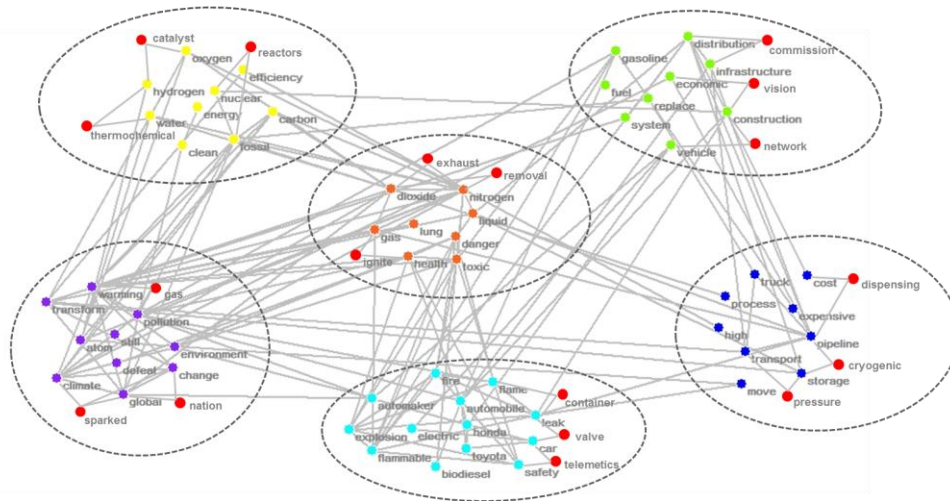 catalyst
oxygen
reactors
efficiency
hydrogen
nuclear
energy
carbon
water
thermochemical
clean
fossil
distribution
commission
gasoline
infrastructure
economic
fuel
vision
replace
construction
system
network
vehicle
exhaust
removal
dioxide
nitrogen
liquid
lung
gas
danger
ignite
health
toxic
warming
gas
transform
pollution
still
atom
environment
defeat
change
climate
global
nation
sparked
truck
cost
dispensing
process
expensive
high
pipeline
transport
cryogenic
storage
move
pressure
fire
flame
container
automaker
automobile
leak
explosion
electric
honda
valve
car
flammable
toyota
telemetics
biodiesel
safety